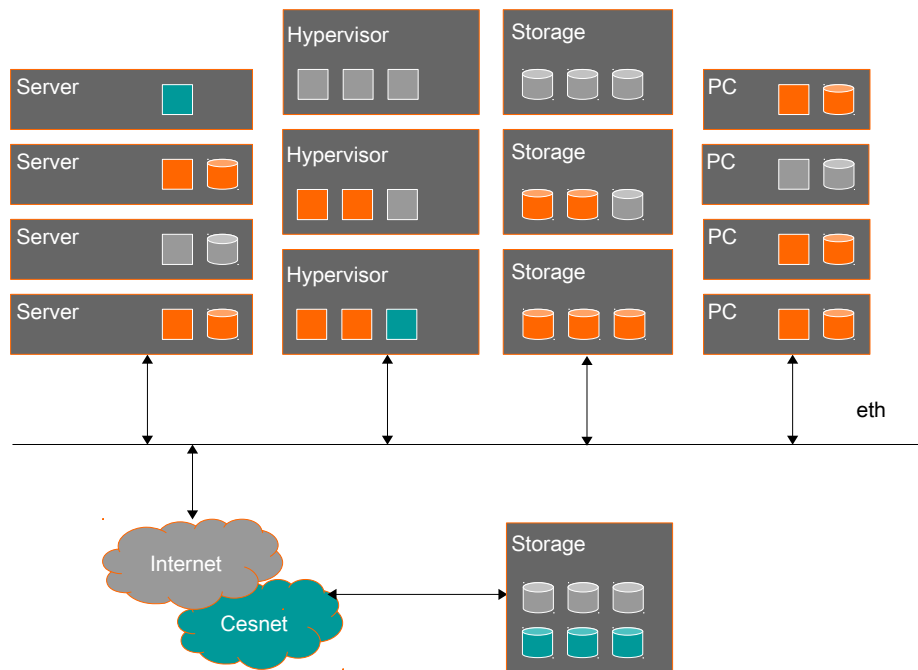 Hypervisor
Storage
Server
PC
Server
Hypervisor
Storage
PC
Server
PC
Hypervisor
Storage
Server
PC
eth
Internet
Storage
Cesnet